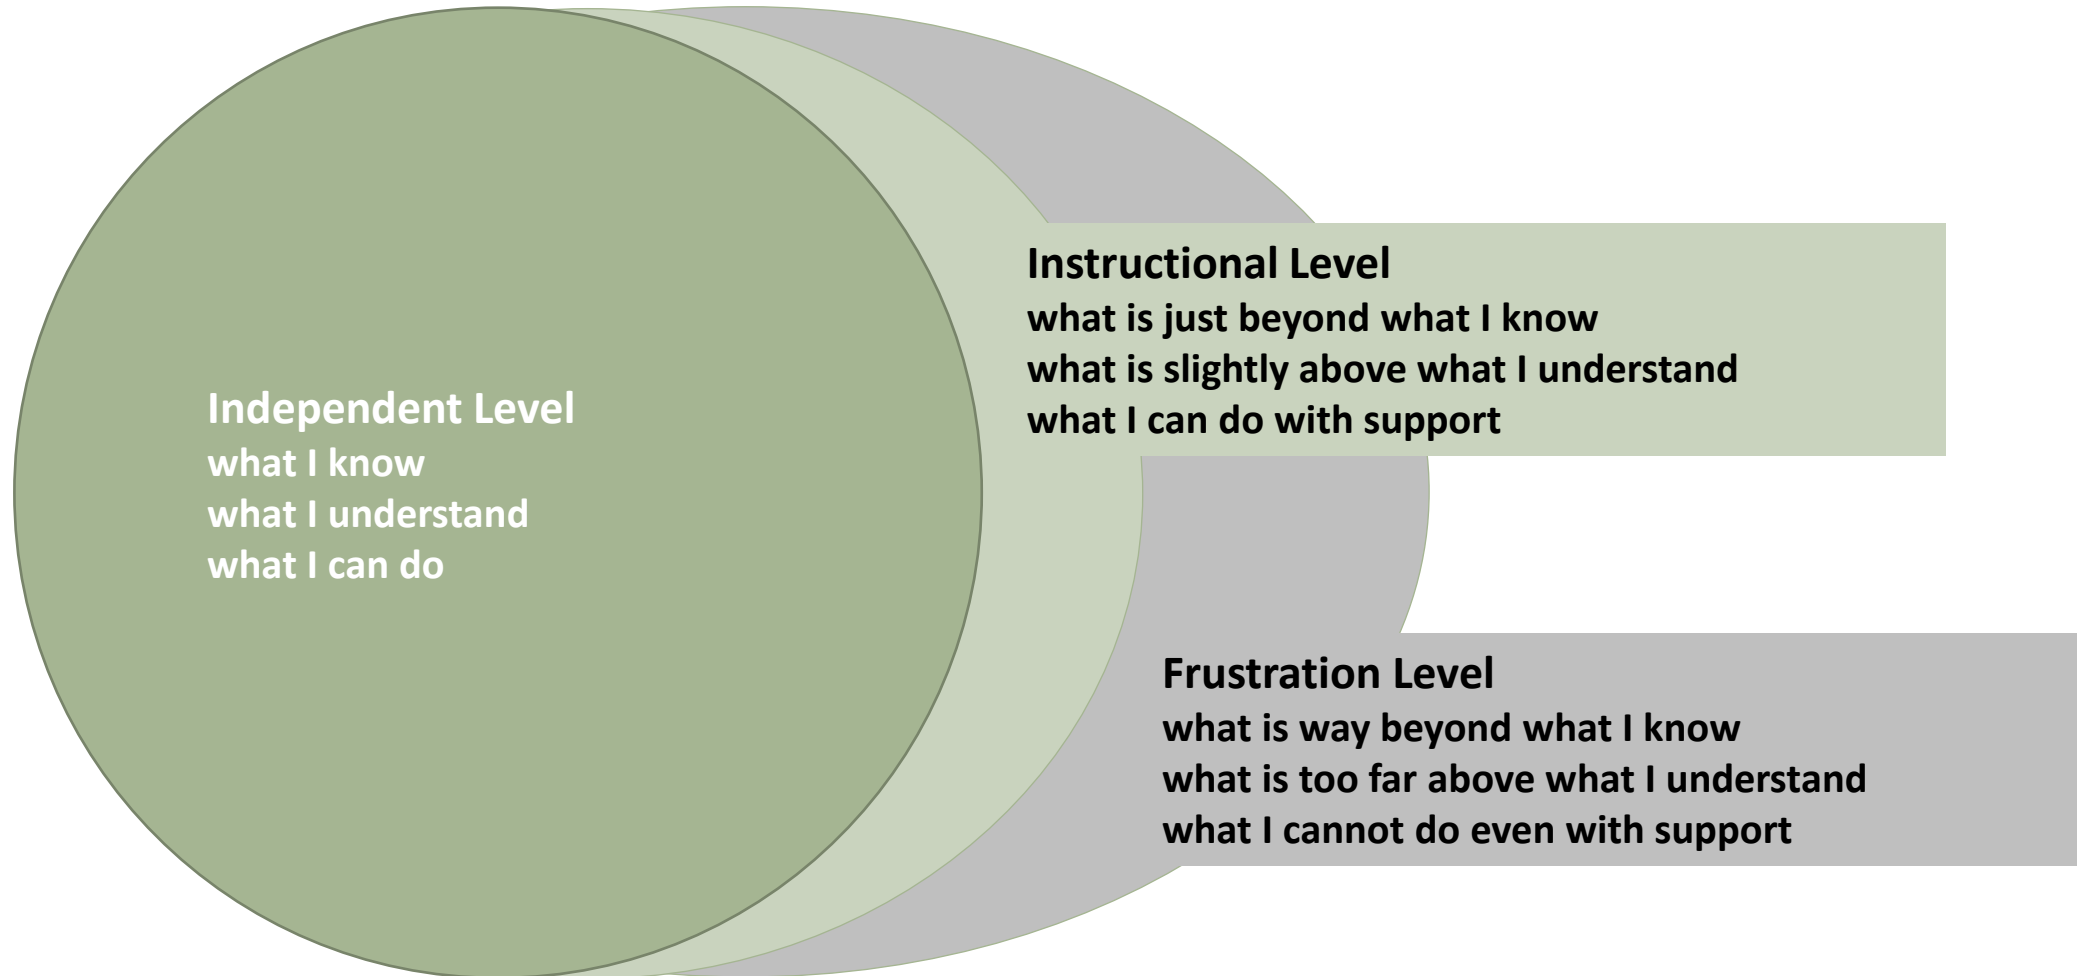 Independent Level
what I know
what I understand
what I can do
Instructional Level
what is just beyond what I know
what is slightly above what I understand
what I can do with support
Frustration Level
what is way beyond what I know
what is too far above what I understand
what I cannot do even with support